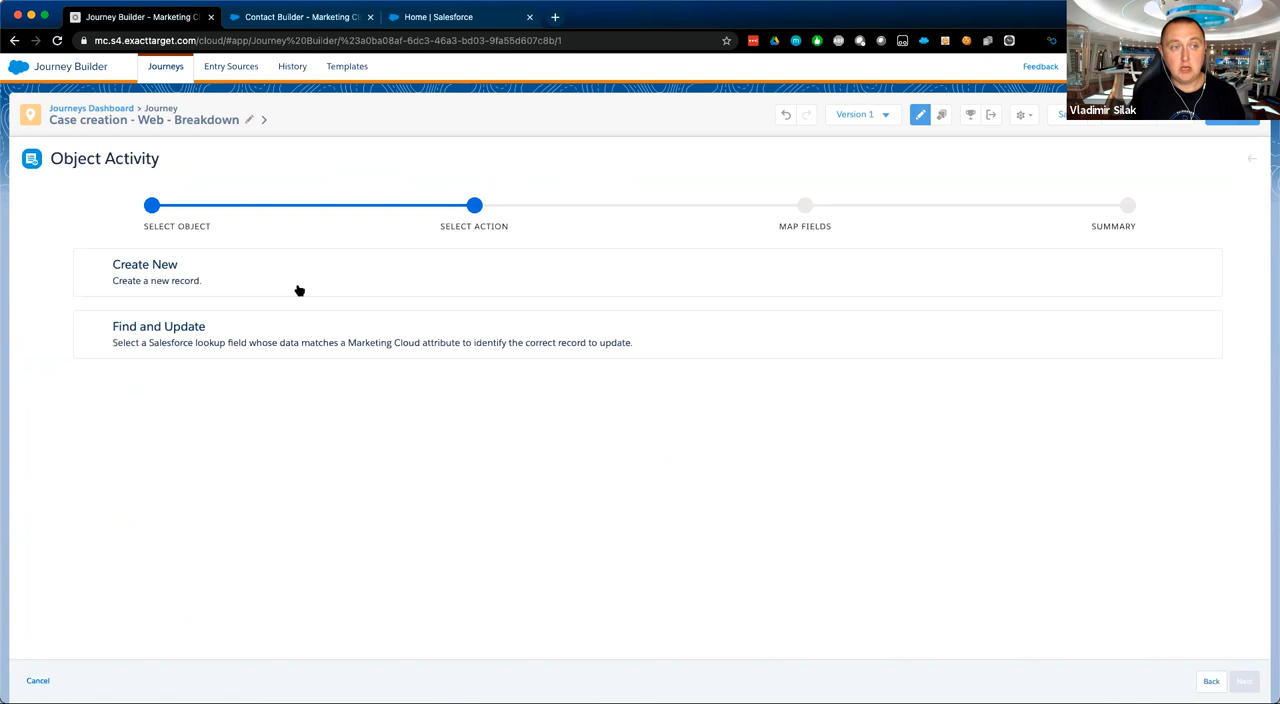 Journey Builder - Marketing Cl
Contact Builder - Marketing Cl
Home | Salesforce
mc.s4.exacttarget.com/cloud/#app/Journey%20Builder/%23a0ba08af-6dc3-46a3-bd03-9fa55d607c8b/1
Journey Builder
Journeys
Entry Sources
History
Templates
Feedback
Vladimir Silak
Journeys Dashboard > Journey
Case creation - Web - Breakdown
Version 1
Object Activity
SELECT OBJECT
SELECT ACTION
MAP FIELDS
SUMMARY
Create New
Create a new record.
Find and Update
Select a Salesforce lookup field whose data matches a Marketing Cloud attribute to identify the correct record to update.
Cancel
Back
Next